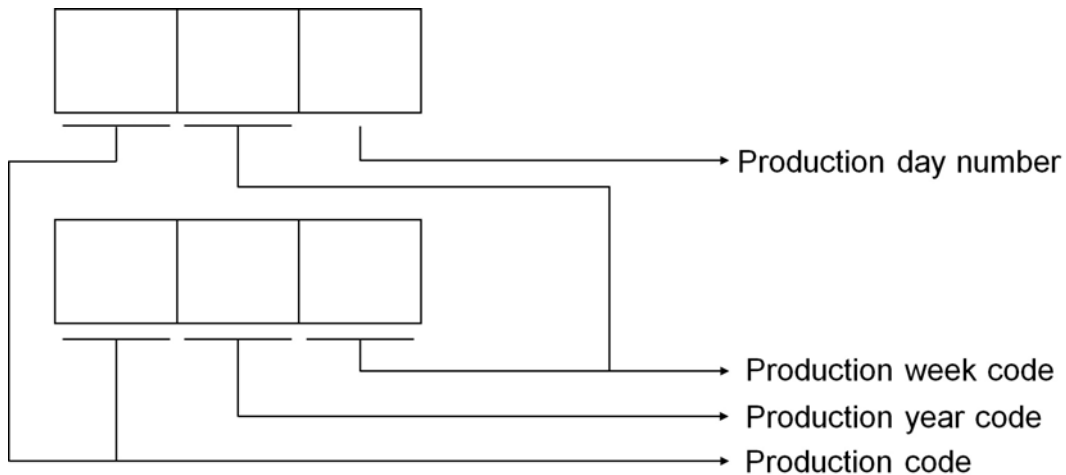 Production day number
Production week code
Production year code
Production code